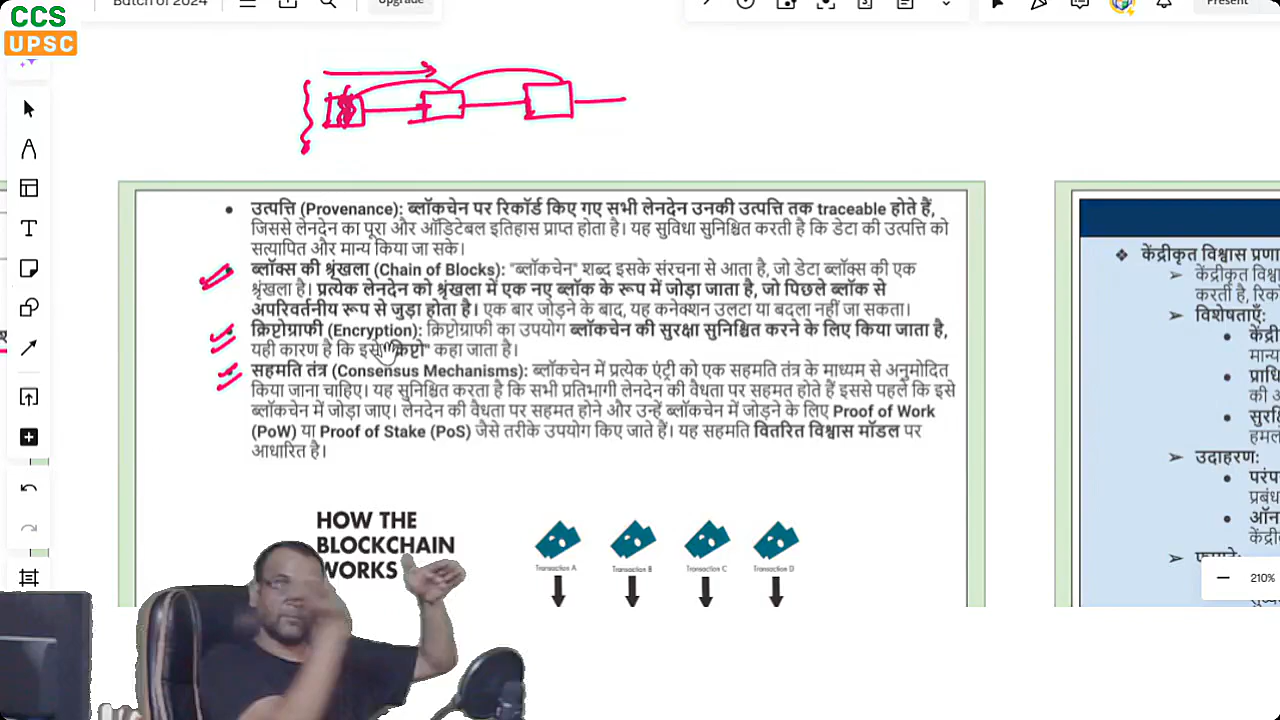 Batch of 2024
Upgrade
Present
CCS
UPSC
उत्पत्ति (Provenance): ब्लॉकचेन पर रिकॉर्ड किए गए सभी लेनदेन उनकी उत्पत्ति तक traceable होते हैं,
जिससे लेनदेन का पूरा और ऑडिटेबल इतिहास प्राप्त होता है। यह सुविधा सुनिश्चित करती है कि डेटा की उत्पत्ति को
सत्यापित और मान्य किया जा सके।
ब्लॉक्स की श्रृंखला (Chain of Blocks): "ब्लॉकचेन" शब्द इसके संरचना से आता है, जो डेटा ब्लॉक्स की एक
श्रृंखला है। प्रत्येक लेनदेन को श्रृंखला में एक नए ब्लॉक के रूप में जोड़ा जाता है, जो पिछले ब्लॉक से
अपरिवर्तनीय रूप से जुड़ा होता है। एक बार जोड़ने के बाद, यह कनेक्शन उलटा या बदला नहीं जा सकता।
क्रिप्टोग्राफी (Encryption): क्रिप्टोग्राफी का उपयोग ब्लॉकचेन की सुरक्षा सुनिश्चित करने के लिए किया जाता है,
यही कारण है कि इसे "क्रिप्टो" कहा जाता है।
सहमति तंत्र (Consensus Mechanisms): ब्लॉकचेन में प्रत्येक एंट्री को एक सहमति तंत्र के माध्यम से अनुमोदित
किया जाना चाहिए। यह सुनिश्चित करता है कि सभी प्रतिभागी लेनदेन की वैधता पर सहमत होते हैं इससे पहले कि इसे
ब्लॉकचेन में जोड़ा जाए। लेनदेन की वैधता पर सहमत होने और उन्हें ब्लॉकचेन में जोड़ने के लिए Proof of Work
(PoW) या Proof of Stake (PoS) जैसे तरीके उपयोग किए जाते हैं। यह सहमति वितरित विश्वास मॉडल पर
आधारित है।
HOW THE
BLOCKCHAIN
WORKS
Transaction A
Transaction B
Transaction C
Transaction D
केंद्रीकृत विश्वास
केंद्रीकृत
करती है,
विशेषताएँ:
की
उदाहरण:
210%